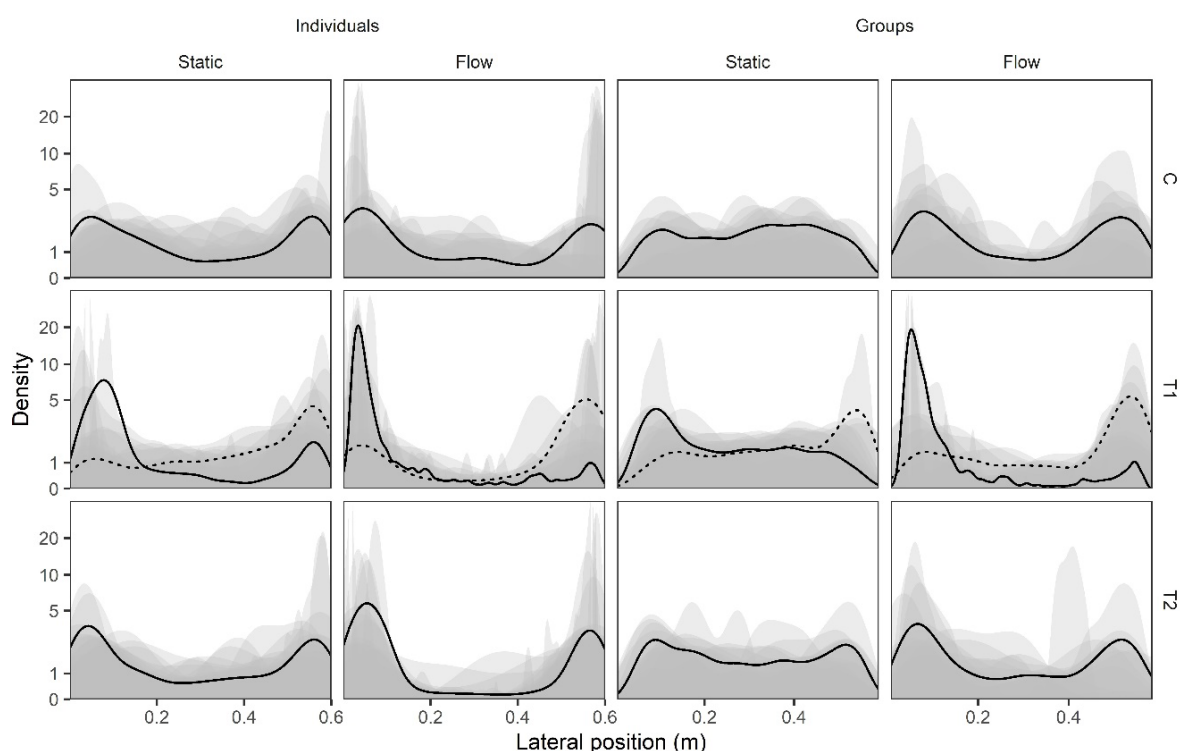 Individuals Groups
Static Flow Static Flow
20
10
5
1
0
C
20
10
5
1
0
T1
20
10
5
1
0
T2
Density
0.2 0.4 0.6 0.2 0.4 0.6 0.2 0.4 0.2 0.4
Lateral position (m)